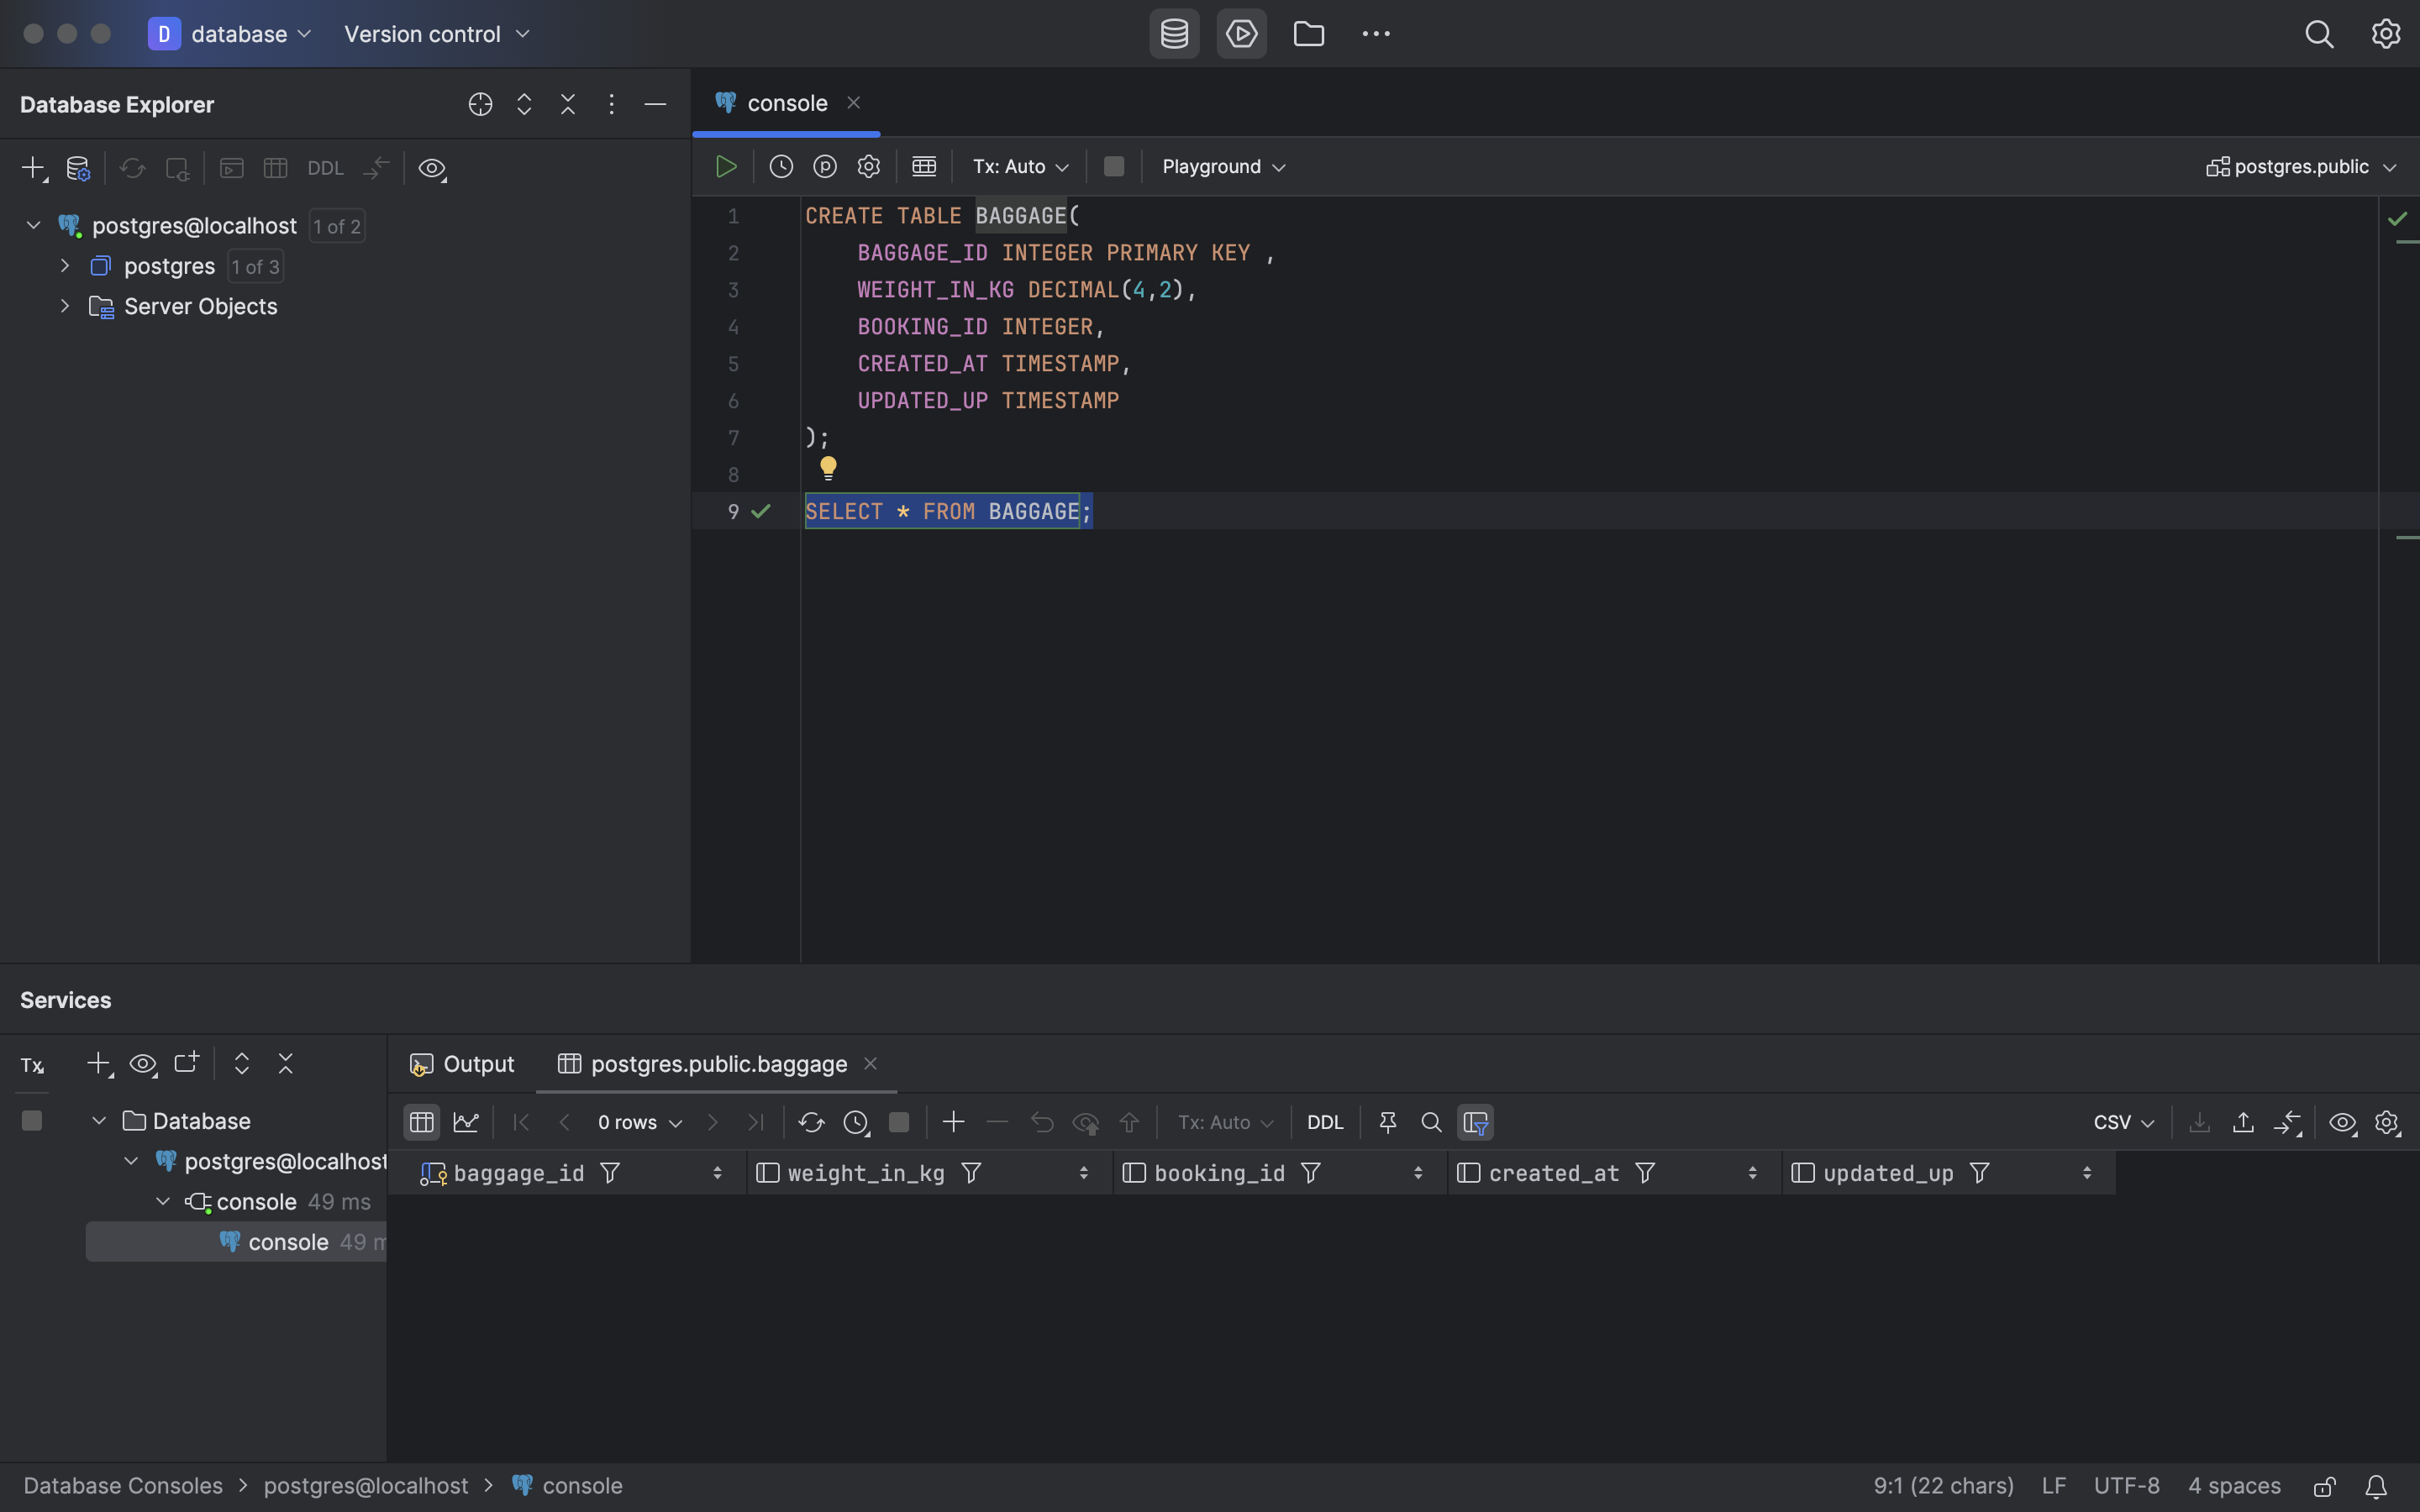 D database Version control
Database Explorer
DDL
postgres@localhost 1 of 2
postgres 1 of 3
Server Objects
console
Tx: Auto Playground postgres.public
1 CREATE TABLE BAGGAGE(
2 BAGGAGE_ID INTEGER PRIMARY KEY ,
3 WEIGHT_IN_KG DECIMAL(4,2),
4 BOOKING_ID INTEGER,
5 CREATED_AT TIMESTAMP,
6 UPDATED_UP TIMESTAMP
7 );
8
9 SELECT * FROM BAGGAGE;
Services
Tx
Database
postgres@localhost
console 49 ms
console 49 m
Output postgres.public.baggage
0 rows Tx: Auto DDL CSV
baggage_id weight_in_kg booking_id created_at updated_up
Database Consoles > postgres@localhost > console 9:1 (22 chars) LF UTF-8 4 spaces